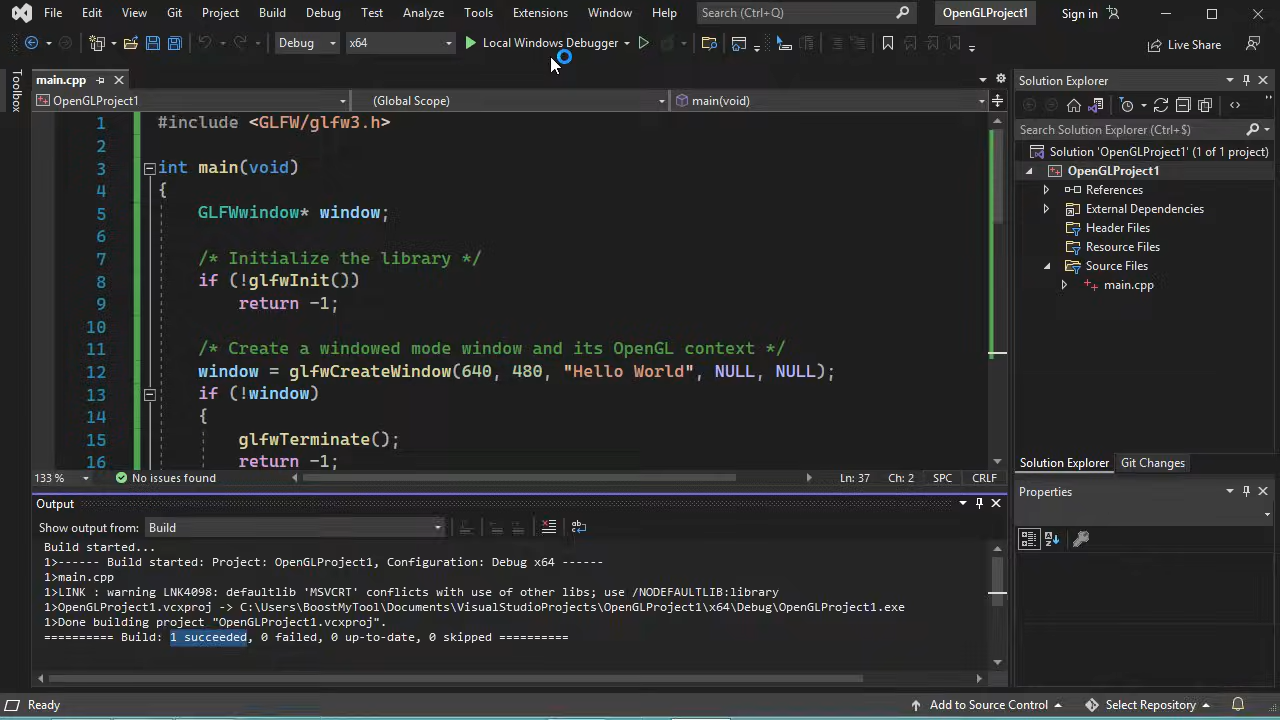 File Edit View Git Project Build Debug Test Analyze Tools Extensions Window Help Search (Ctrl+Q) OpenGLProject1 Sign in
Debug x64 Local Windows Debugger Live Share
Toolbox
main.cpp
OpenGLProject1 (Global Scope) main(void)
1 #include <GLFW/glfw3.h>
2
3 int main(void)
4 {
5 GLFWwindow* window;
6
7 /* Initialize the library */
8 if (!glfwInit())
9 return -1;
10
11 /* Create a windowed mode window and its OpenGL context */
12 window = glfwCreateWindow(640, 480, "Hello World", NULL, NULL);
13 if (!window)
14 {
15 glfwTerminate();
16 return -1;
133 % No issues found Ln: 37 Ch: 2 SPC CRLF
Solution Explorer
Search Solution Explorer (Ctrl+$)
Solution 'OpenGLProject1' (1 of 1 project)
OpenGLProject1
References
External Dependencies
Header Files
Resource Files
Source Files
main.cpp
Solution Explorer Git Changes
Properties
Output
Show output from: Build
Build started...
1>------ Build started: Project: OpenGLProject1, Configuration: Debug x64 ------
1>main.cpp
1>LINK : warning LNK4098: defaultlib 'MSVCRT' conflicts with use of other libs; use /NODEFAULTLIB:library
1>OpenGLProject1.vcxproj -> C:\Users\BoostMyTool\Documents\VisualStudioProjects\OpenGLProject1\x64\Debug\OpenGLProject1.exe
1>Done building project "OpenGLProject1.vcxproj".
========== Build: 1 succeeded, 0 failed, 0 up-to-date, 0 skipped ==========
Ready Add to Source Control Select Repository